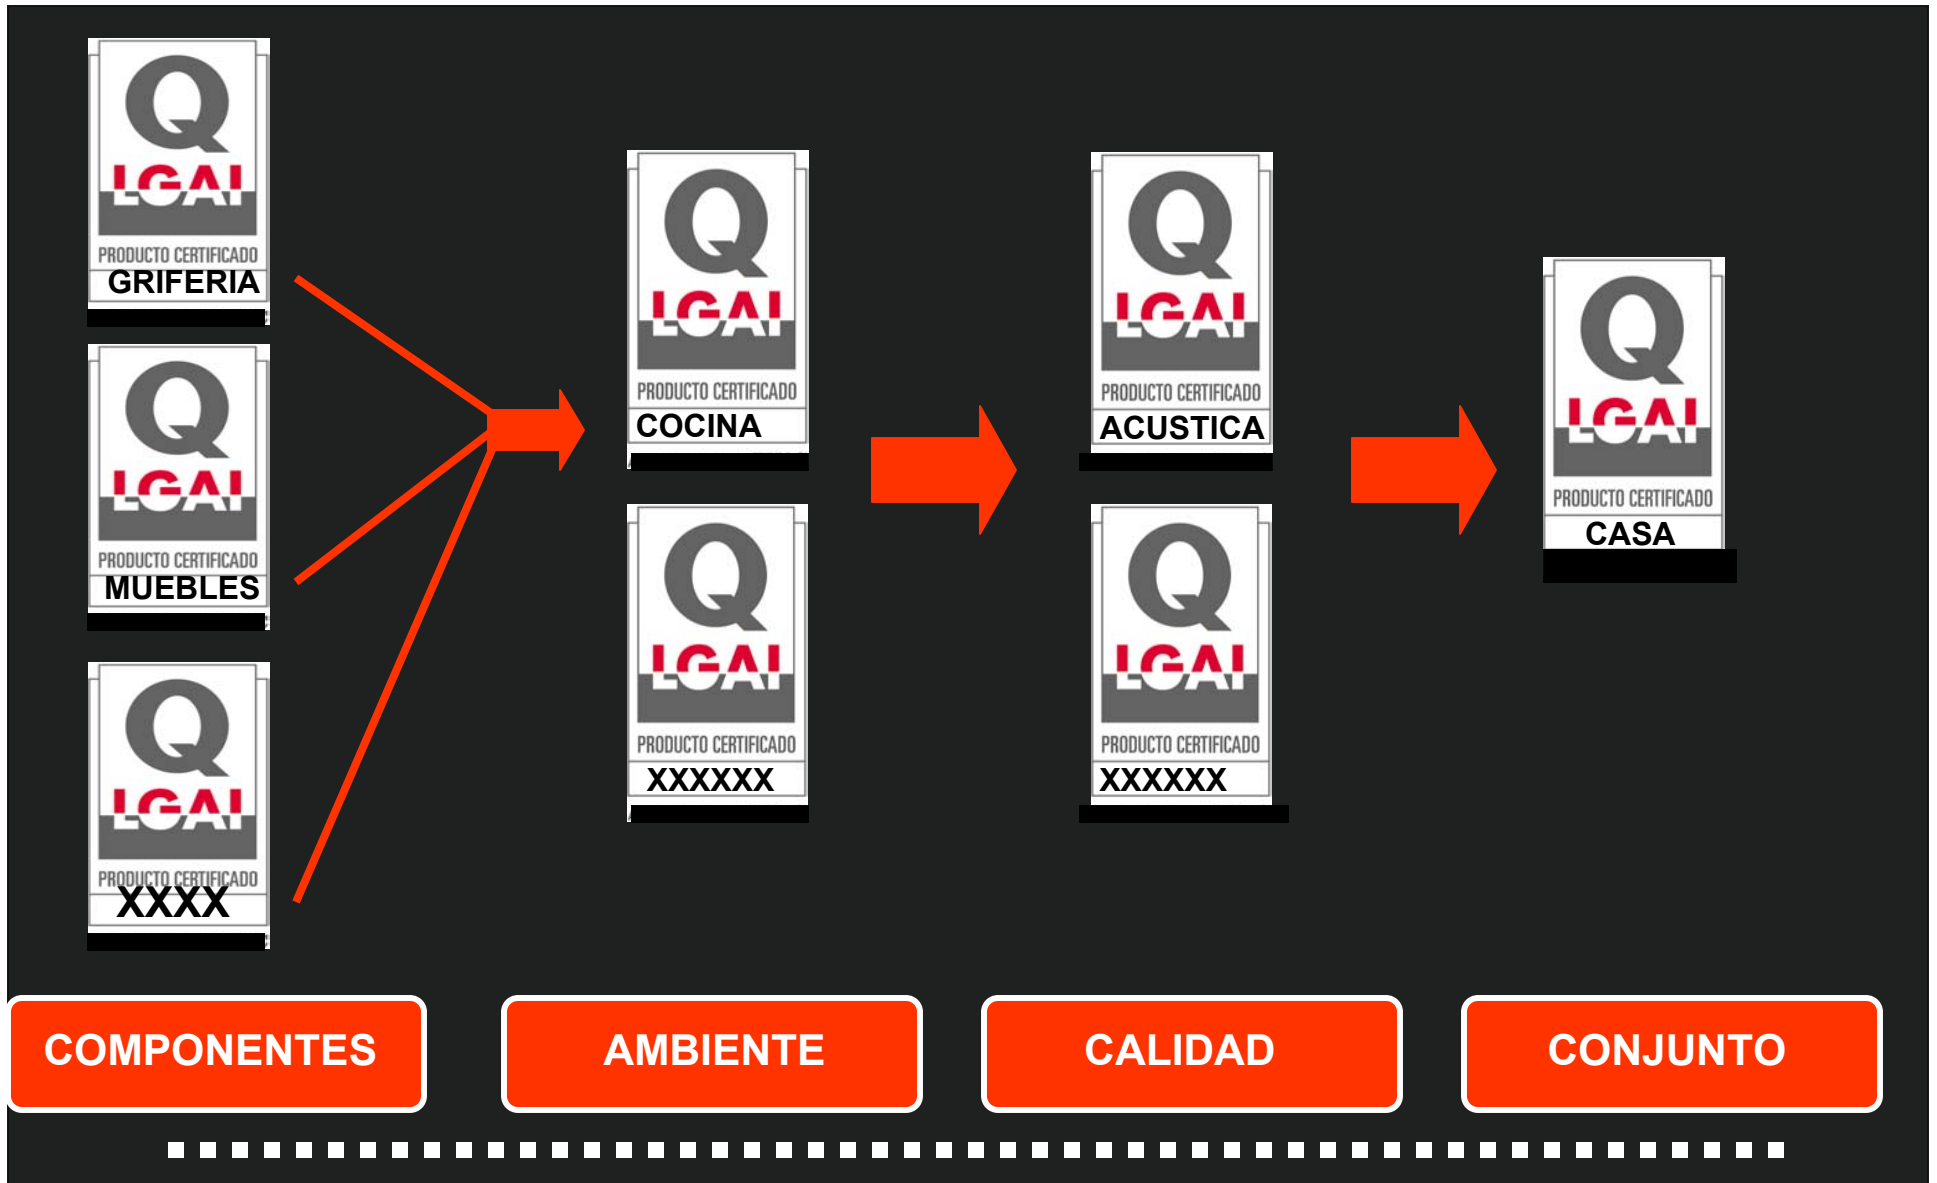 Q
LGAI
PRODUCTO CERTIFICADO
GRIFERIA
Q
LGAI
PRODUCTO CERTIFICADO
MUEBLES
Q
LGAI
PRODUCTO CERTIFICADO
XXXX
Q
LGAI
PRODUCTO CERTIFICADO
COCINA
Q
LGAI
PRODUCTO CERTIFICADO
XXXXXX
Q
LGAI
PRODUCTO CERTIFICADO
ACUSTICA
Q
LGAI
PRODUCTO CERTIFICADO
XXXXXX
Q
LGAI
PRODUCTO CERTIFICADO
CASA
COMPONENTES
AMBIENTE
CALIDAD
CONJUNTO